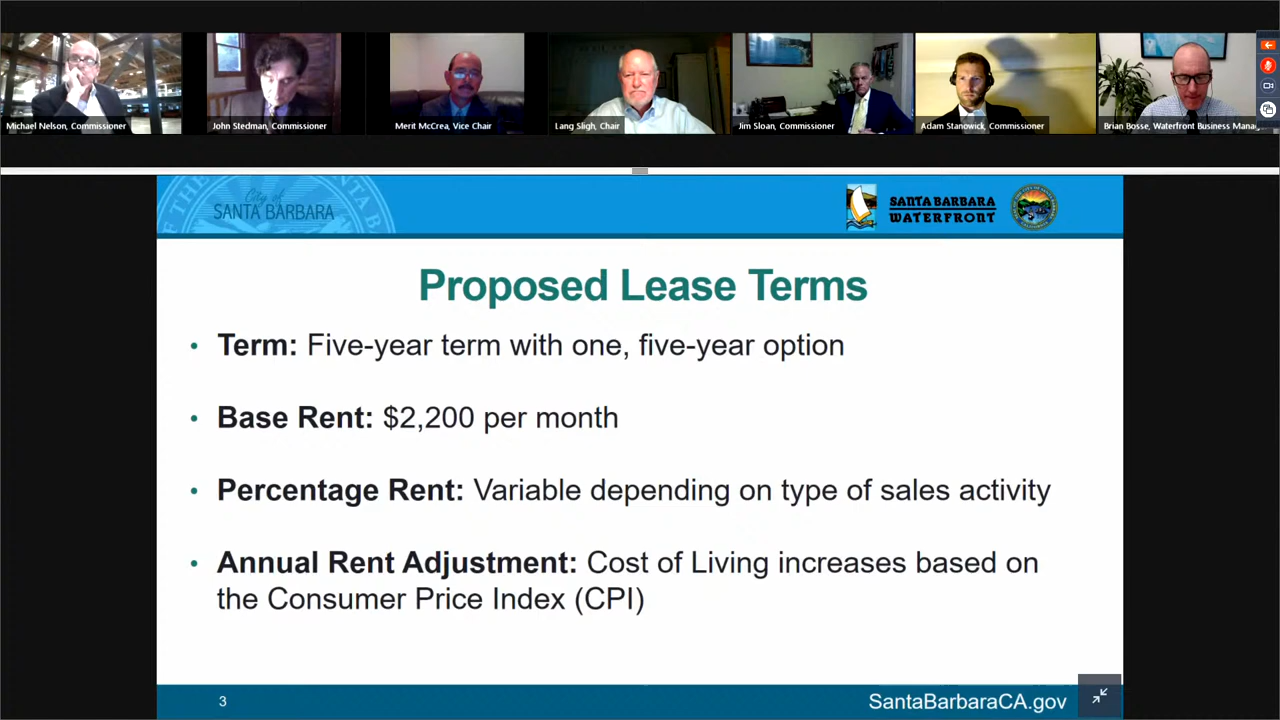 Michael Nelson, Commissioner
John Stedman, Commissioner
Merit McCrea, Vice Chair
Lang Sligh, Chair
Jim Sloan, Commissioner
Adam Stanowick, Commissioner
Brian Bosse, Waterfront Business Manag
City of
SANTA BARBARA
SANTA BARBARA
WATERFRONT
Proposed Lease Terms
• Term: Five-year term with one, five-year option
• Base Rent: $2,200 per month
• Percentage Rent: Variable depending on type of sales activity
• Annual Rent Adjustment: Cost of Living increases based on
the Consumer Price Index (CPI)
3
SantaBarbaraCA.gov